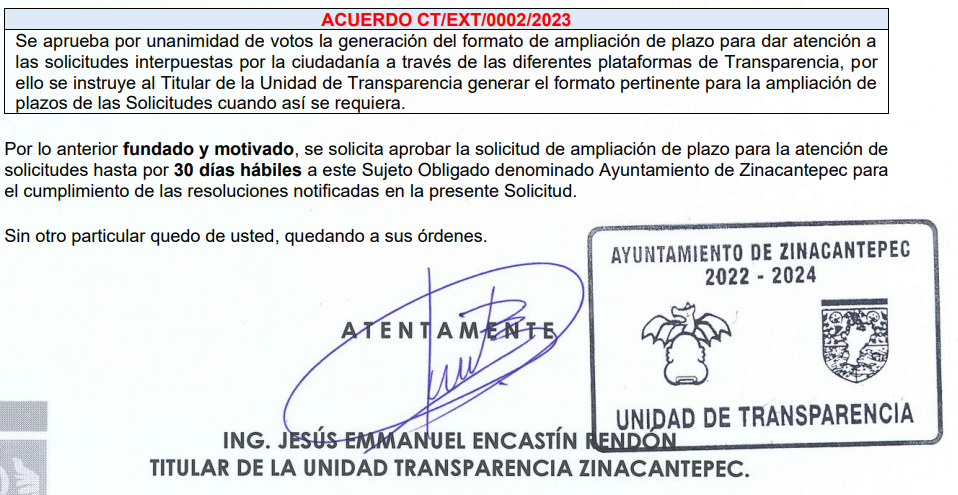 ACUERDO CT/EXT/0002/2023
Se aprueba por unanimidad de votos la generación del formato de ampliación de plazo para dar atención a
las solicitudes interpuestas por la ciudadanía a través de las diferentes plataformas de Transparencia, por
ello se instruye al Titular de la Unidad de Transparencia generar el formato pertinente para la ampliación de
plazos de las Solicitudes cuando así se requiera.
Por lo anterior fundado y motivado, se solicita aprobar la solicitud de ampliación de plazo para la atención de
solicitudes hasta por 30 días hábiles a este Sujeto Obligado denominado Ayuntamiento de Zinacantepec para
el cumplimiento de las resoluciones notificadas en la presente Solicitud.
Sin otro particular quedo de usted, quedando a sus órdenes.
AYUNTAMIENTO DE ZINACANTEPEC
2022 - 2024
UNIDAD DE TRANSPARENCIA
ATENTAMENTE
ING. JESÚS EMMANUEL ENCASTÍN RENDÓN
TITULAR DE LA UNIDAD TRANSPARENCIA ZINACANTEPEC.